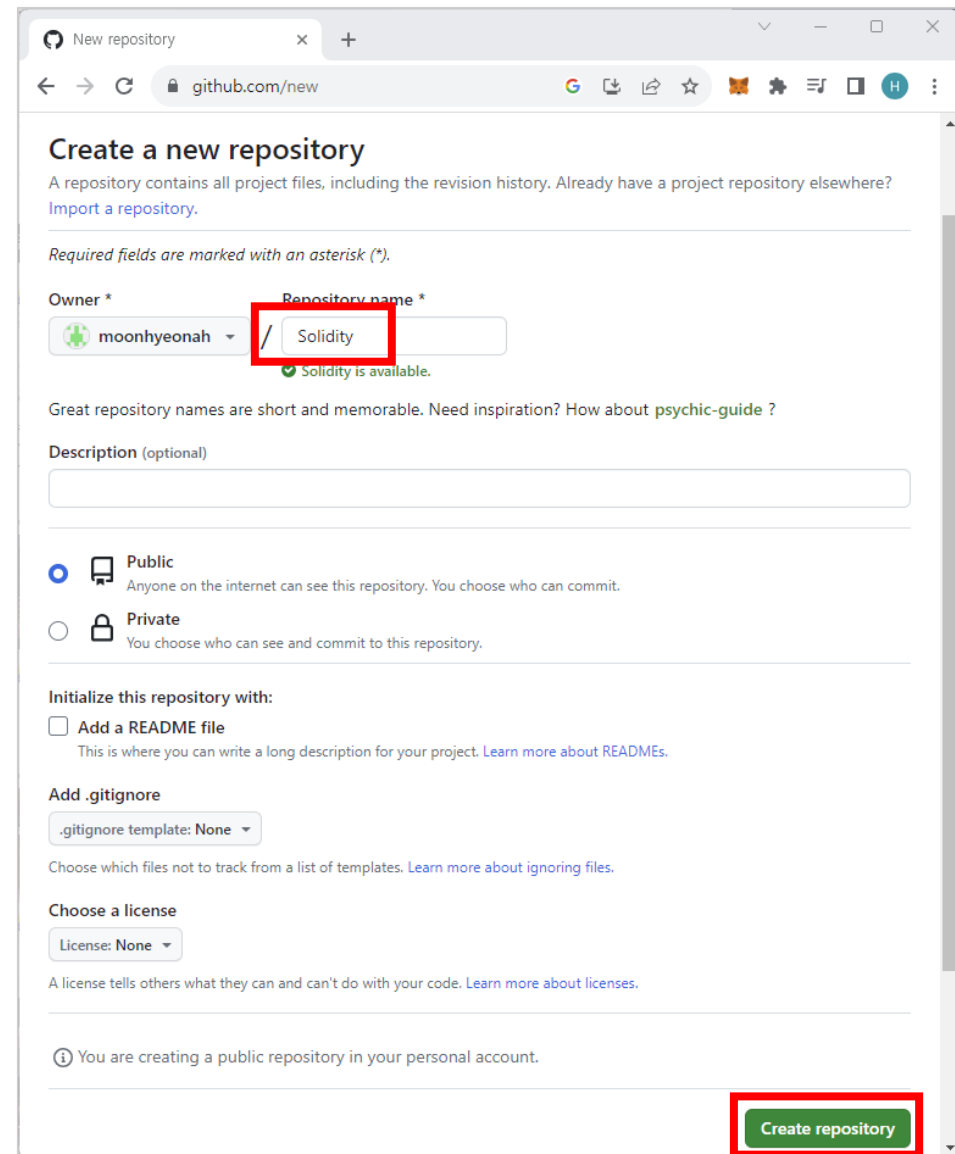 New repository
github.com/new
H
Create a new repository
A repository contains all project files, including the revision history. Already have a project repository elsewhere?
Import a repository.
Required fields are marked with an asterisk (*).
Owner * Repository name *
moonhyeonah / Solidity
Solidity is available.
Great repository names are short and memorable. Need inspiration? How about psychic-guide ?
Description (optional)
Public
Anyone on the internet can see this repository. You choose who can commit.
Private
You choose who can see and commit to this repository.
Initialize this repository with:
Add a README file
This is where you can write a long description for your project. Learn more about READMEs.
Add .gitignore
.gitignore template: None
Choose which files not to track from a list of templates. Learn more about ignoring files.
Choose a license
License: None
A license tells others what they can and can't do with your code. Learn more about licenses.
You are creating a public repository in your personal account.
Create repository